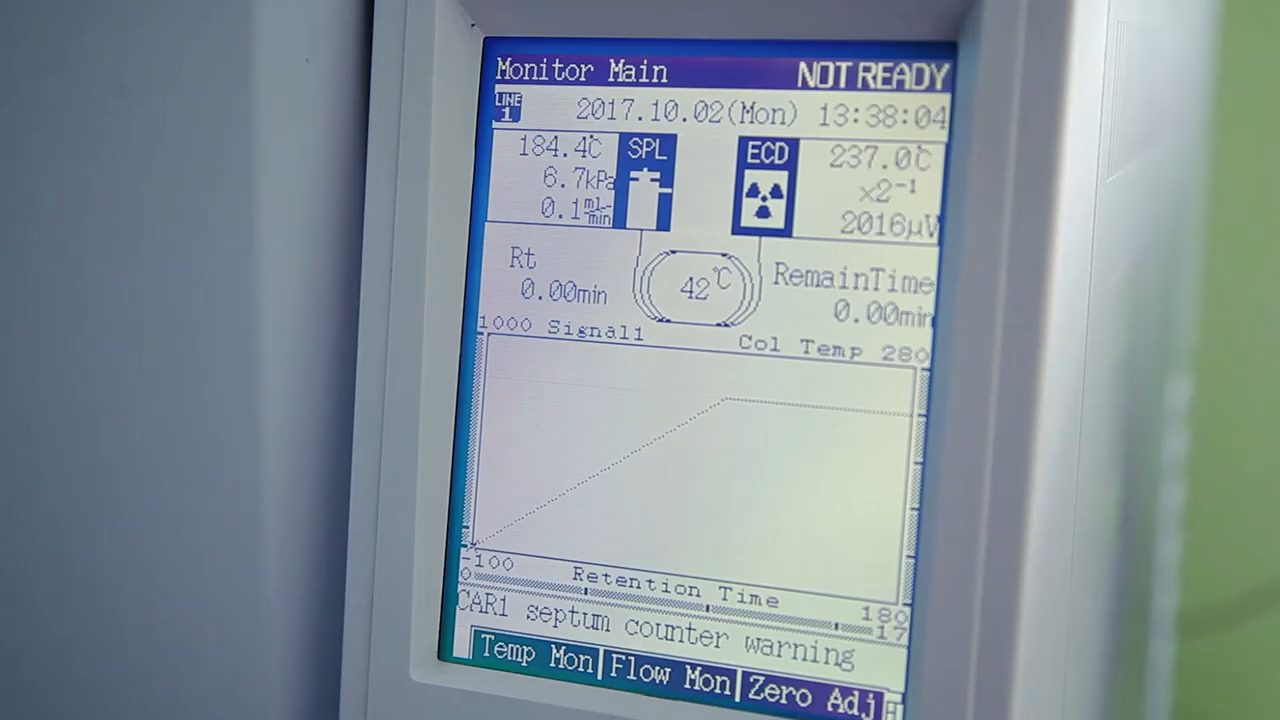 Monitor Main NOT READY
LINE 1 2017.10.02(Mon) 13:38:04
184.4℃ SPL ECD 237.0℃
6.7kPa ×2⁻¹
0.1ml/min 2016µV
Rt 42℃ RemainTime
0.00min 0.00min
1000 Signal1 Col Temp 280
-100 180
0 Retention Time 17
CAR1 septum counter warning
Temp Mon Flow Mon Zero Adj